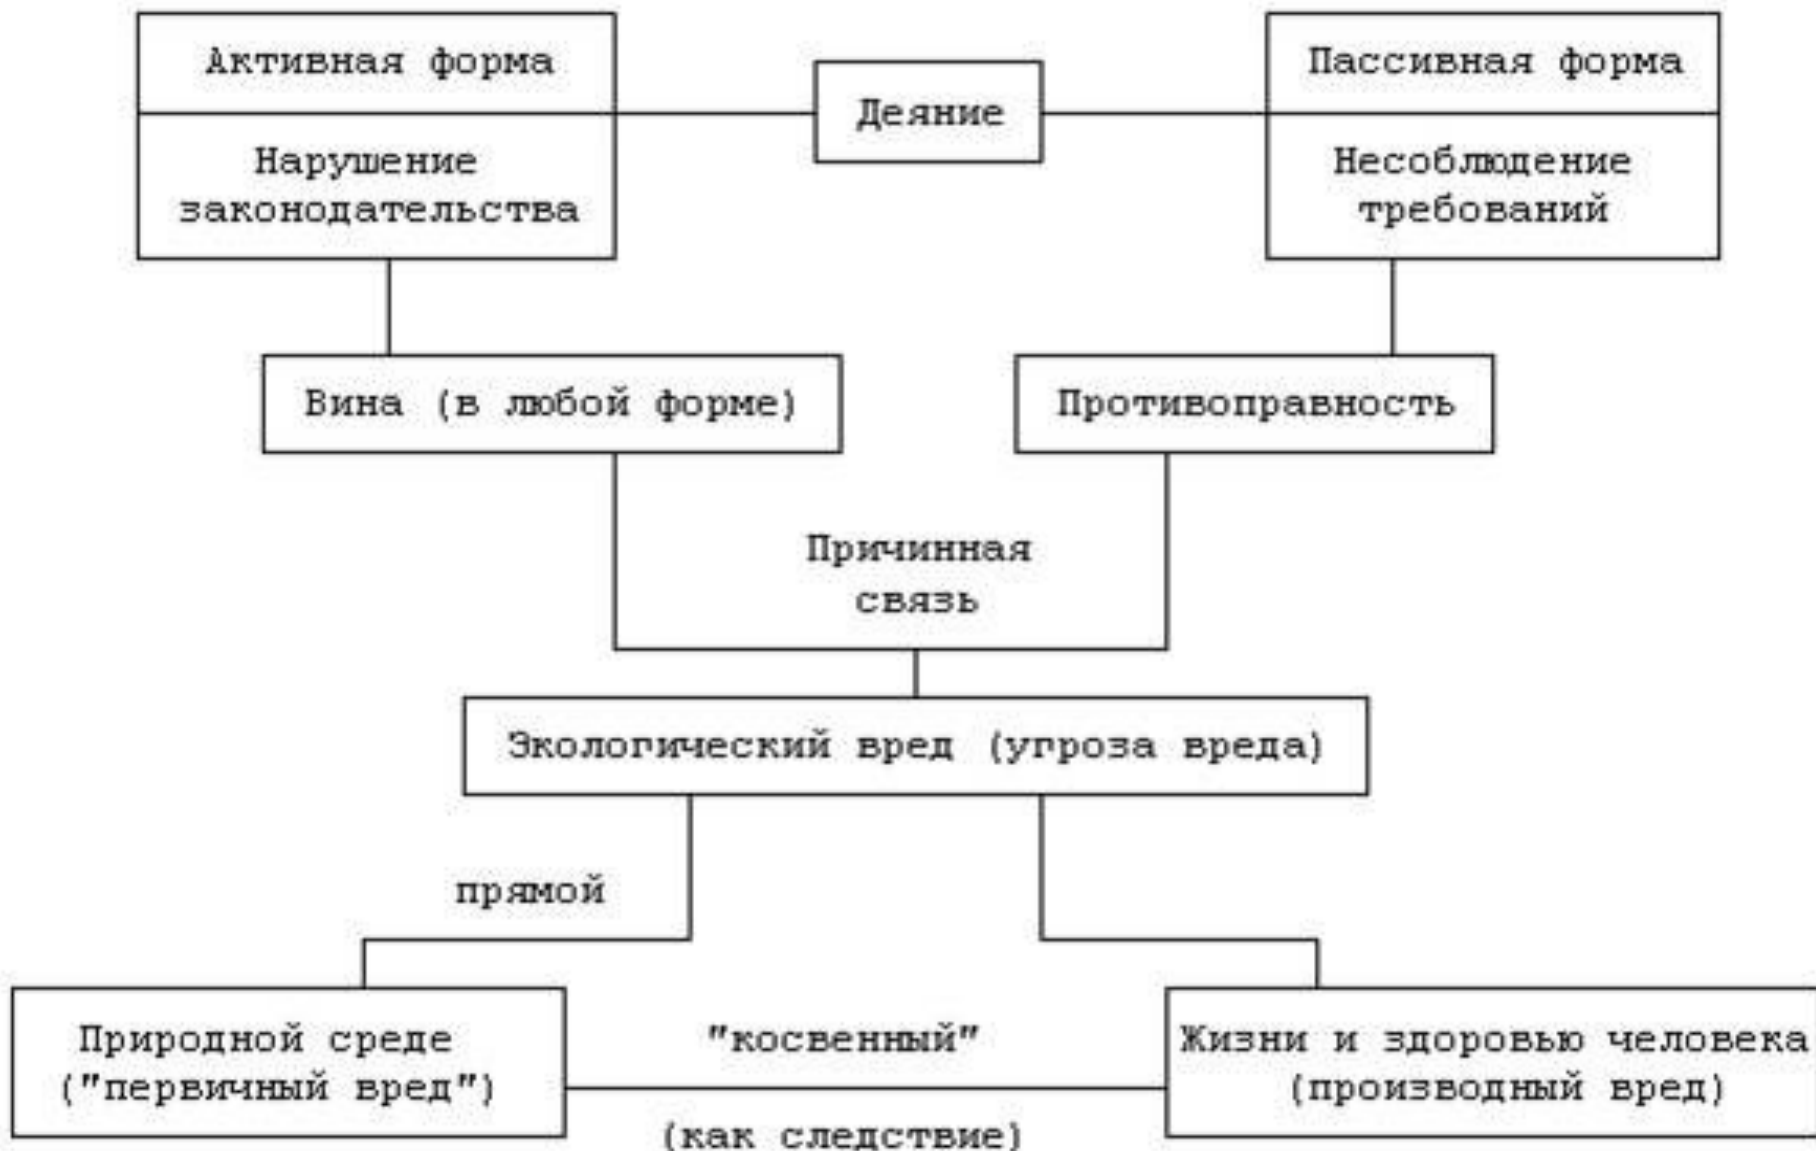 Активная форма
Деяние
Пассивная форма
Нарушение
законодательства
Несоблюдение
требований
Вина (в любой форме)
Противоправность
Причинная
связь
Экологический вред (угроза вреда)
прямой
Природной среде
("первичный вред")
"косвенный"
(как следствие)
Жизни и здоровью человека
(производный вред)